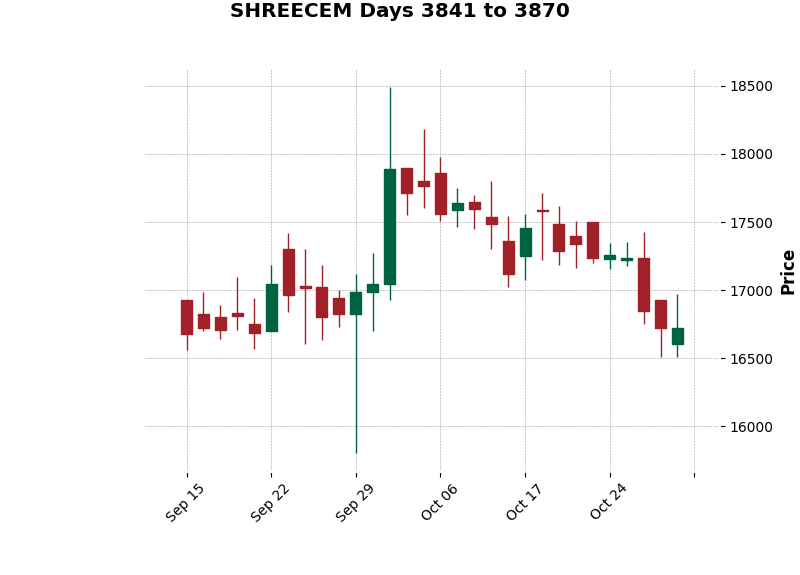 SHREECEM Days 3841 to 3870
18500
18000
17500
17000
16500
16000
Price
Sep 15
Sep 22
Sep 29
Oct 06
Oct 17
Oct 24